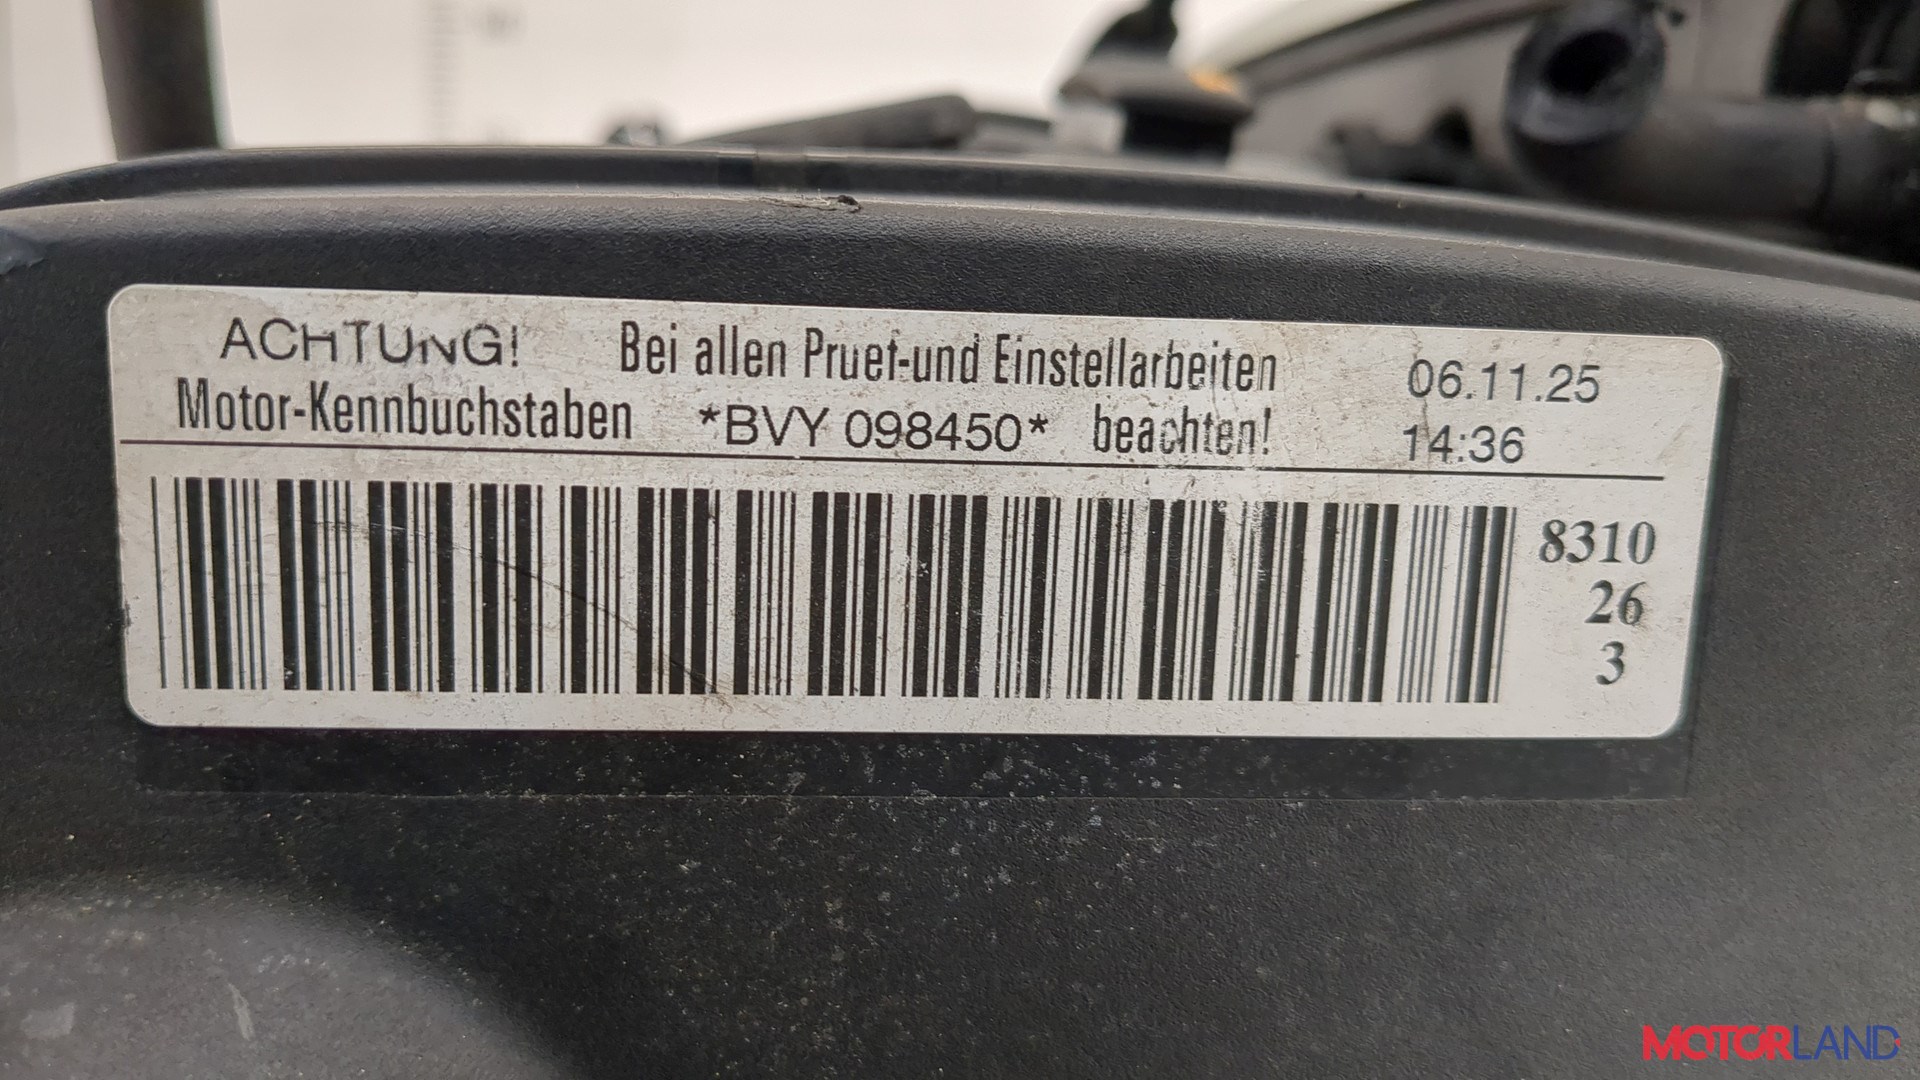 ACHTUNG! Bei allen Pruef-und Einstellarbeiten 06.11.25
Motor-Kennbuchstaben *BVY 098450* beachten! 14:36
8310
26
3
MOTORLAND